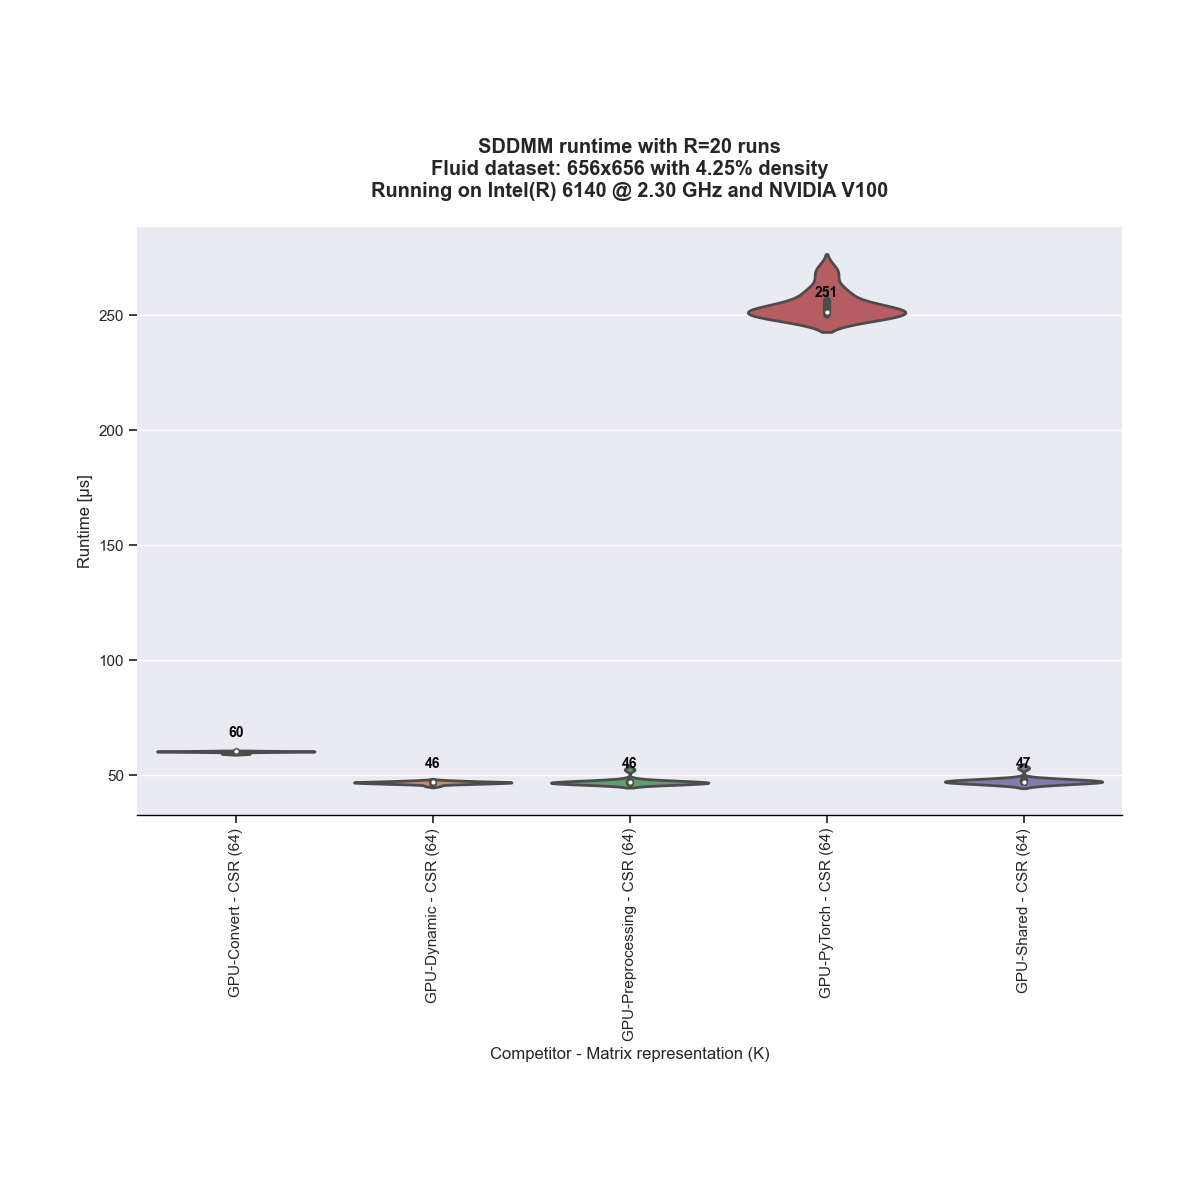 SDDMM runtime with R=20 runs
Fluid dataset: 656x656 with 4.25% density
Running on Intel(R) 6140 @ 2.30 GHz and NVIDIA V100
Runtime [μs]
250
200
150
100
50
60
46
46
251
47
GPU-Convert - CSR (64)
GPU-Dynamic - CSR (64)
GPU-Preprocessing - CSR (64)
GPU-PyTorch - CSR (64)
GPU-Shared - CSR (64)
Competitor - Matrix representation (K)